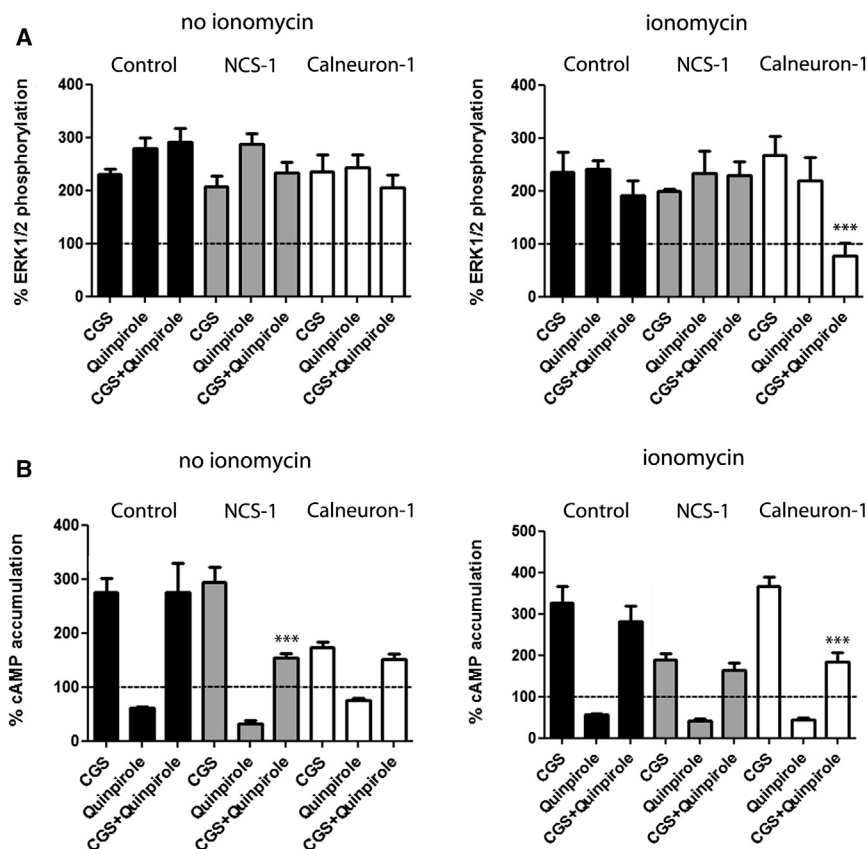 A
no ionomycin
Control NCS-1 Calneuron-1
% ERK1/2 phosphorylation
400
300
200
100
0
CGS
Quinpirole
CGS+Quinpirole
CGS
Quinpirole
CGS+Quinpirole
CGS
Quinpirole
CGS+Quinpirole
ionomycin
Control NCS-1 Calneuron-1
% ERK1/2 phosphorylation
400
300
200
100
0
***
CGS
Quinpirole
CGS+Quinpirole
CGS
Quinpirole
CGS+Quinpirole
CGS
Quinpirole
CGS+Quinpirole
B
no ionomycin
Control NCS-1 Calneuron-1
% cAMP accumulation
400
300
200
100
0
***
CGS
Quinpirole
CGS+Quinpirole
CGS
Quinpirole
CGS+Quinpirole
CGS
Quinpirole
CGS+Quinpirole
ionomycin
Control NCS-1 Calneuron-1
% cAMP accumulation
500
400
300
200
100
0
***
CGS
Quinpirole
CGS+Quinpirole
CGS
Quinpirole
CGS+Quinpirole
CGS
Quinpirole
CGS+Quinpirole